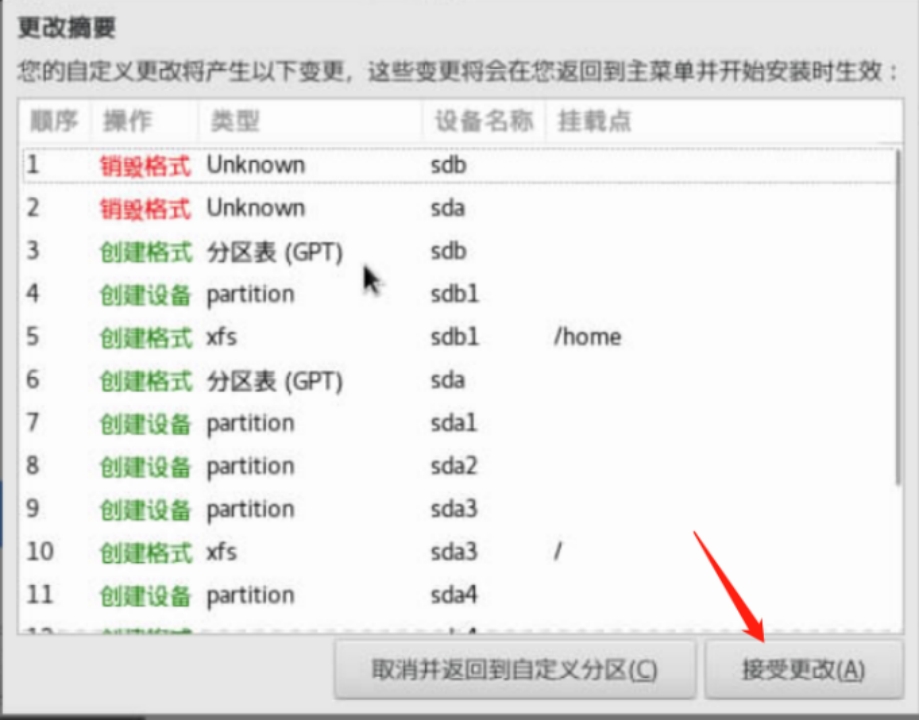 更改摘要
您的自定义更改将产生以下变更，这些变更将会在您返回到主菜单并开始安装时生效：
顺序 操作 类型 设备名称 挂载点
1 销毁格式 Unknown sdb
2 销毁格式 Unknown sda
3 创建格式 分区表 (GPT) sdb
4 创建设备 partition sdb1
5 创建格式 xfs sdb1 /home
6 创建格式 分区表 (GPT) sda
7 创建设备 partition sda1
8 创建设备 partition sda2
9 创建设备 partition sda3
10 创建格式 xfs sda3 /
11 创建设备 partition sda4
取消并返回到自定义分区(C) 接受更改(A)